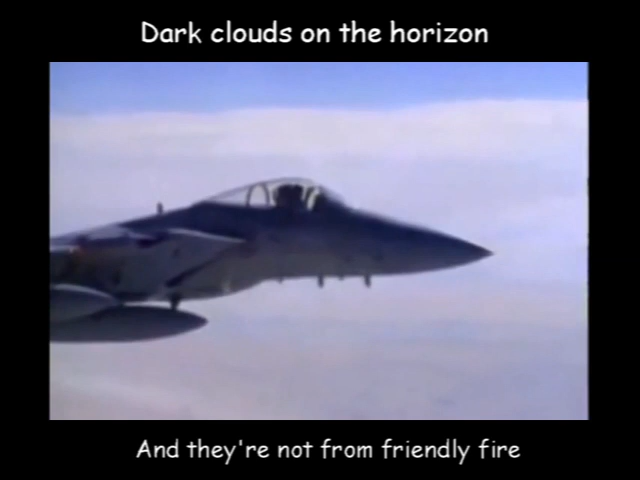 Dark clouds on the horizon
And they're not from friendly fire